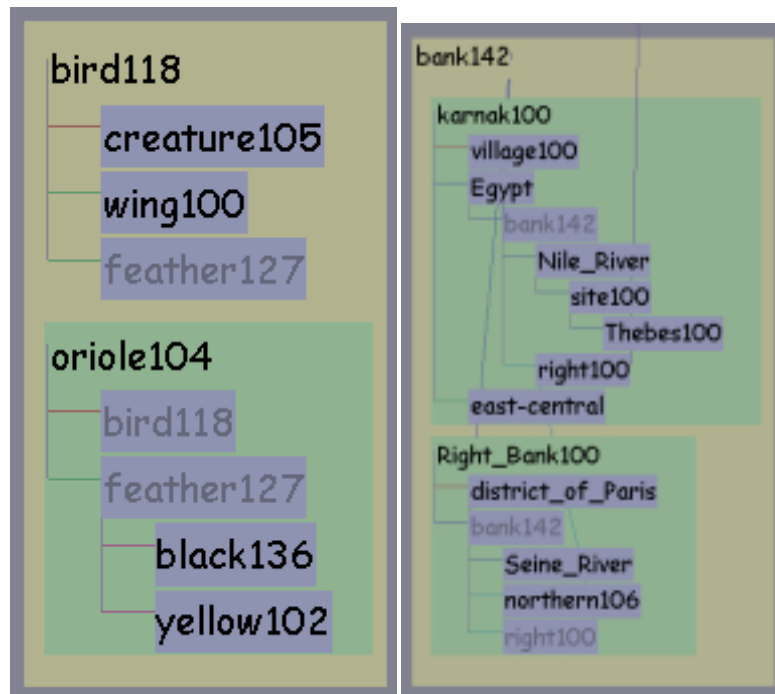 bird118
creature105
wing100
feather127
oriole104
bird118
feather127
black136
yellow102
bank142
karnak100
village100
Egypt
bank142
Nile_River
site100
Thebes100
right100
east-central
Right_Bank100
district_of_Paris
bank142
Seine_River
northern106
right100